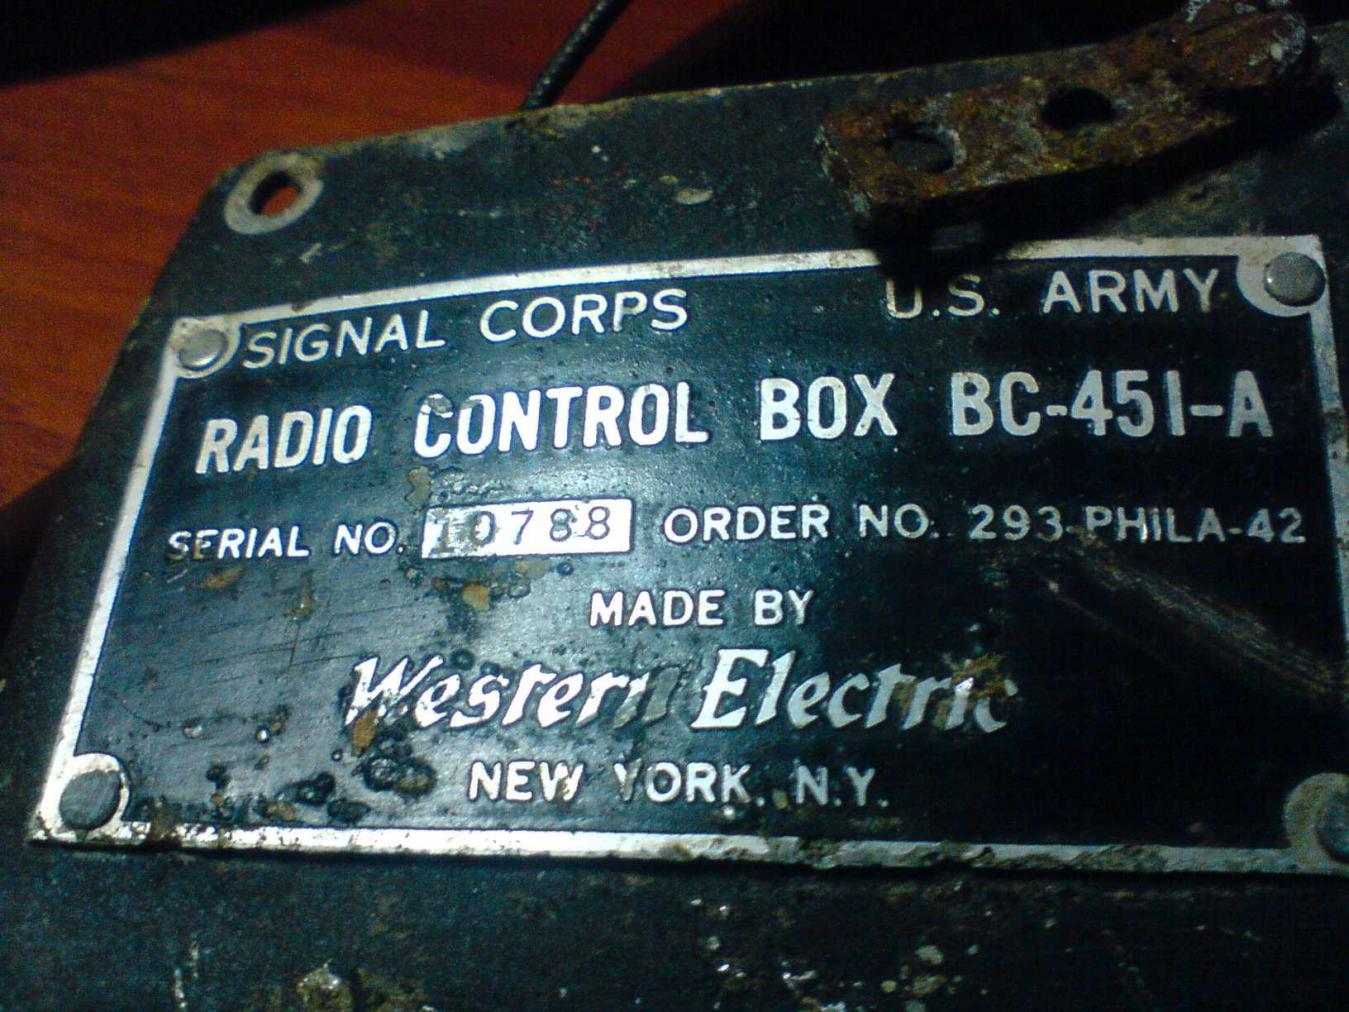 SIGNAL CORPS U.S. ARMY
RADIO CONTROL BOX BC-451-A
SERIAL NO. 10788 ORDER NO. 293-PHILA-42
MADE BY
Western Electric
NEW YORK. N.Y.